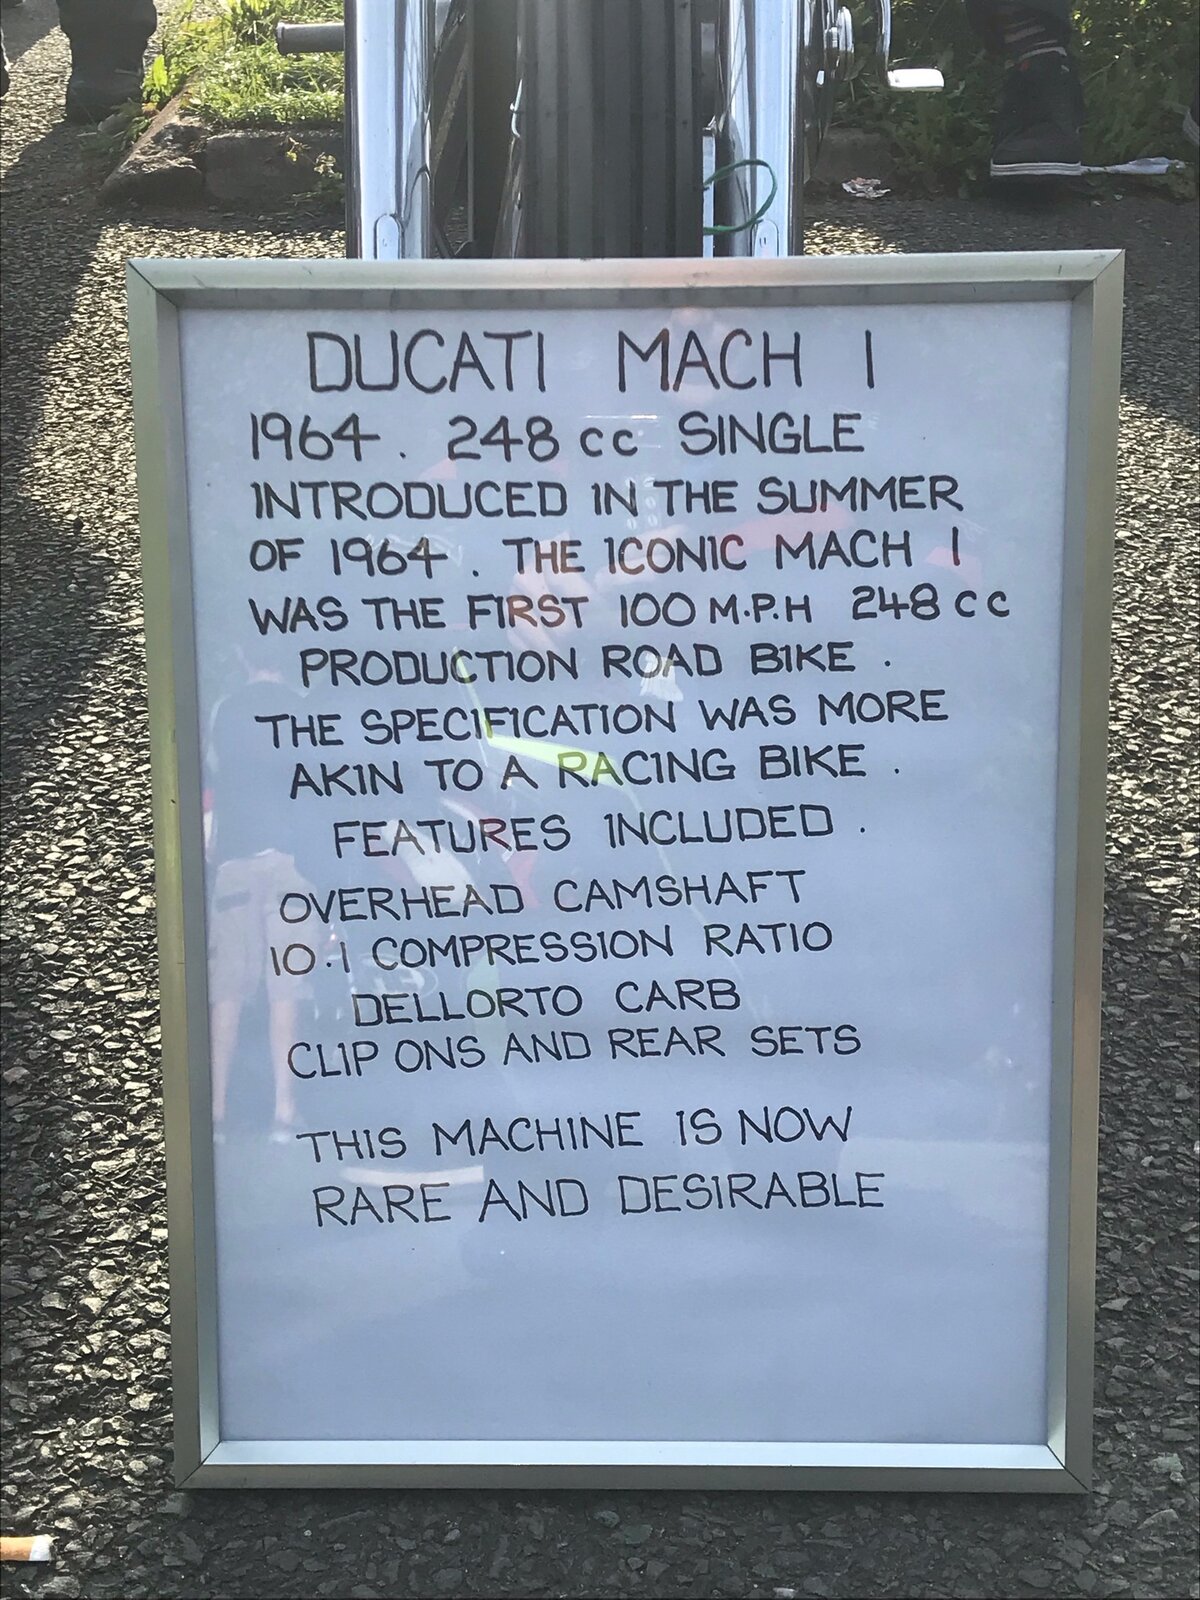 DUCATI MACH 1
1964. 248 cc SINGLE
INTRODUCED IN THE SUMMER
OF 1964. THE ICONIC MACH 1
WAS THE FIRST 100 M.P.H 248 cc
PRODUCTION ROAD BIKE.
THE SPECIFICATION WAS MORE
AKIN TO A RACING BIKE.
FEATURES INCLUDED.
OVERHEAD CAMSHAFT
10.1 COMPRESSION RATIO
DELLORTO CARB
CLIP ONS AND REAR SETS
THIS MACHINE IS NOW
RARE AND DESIRABLE